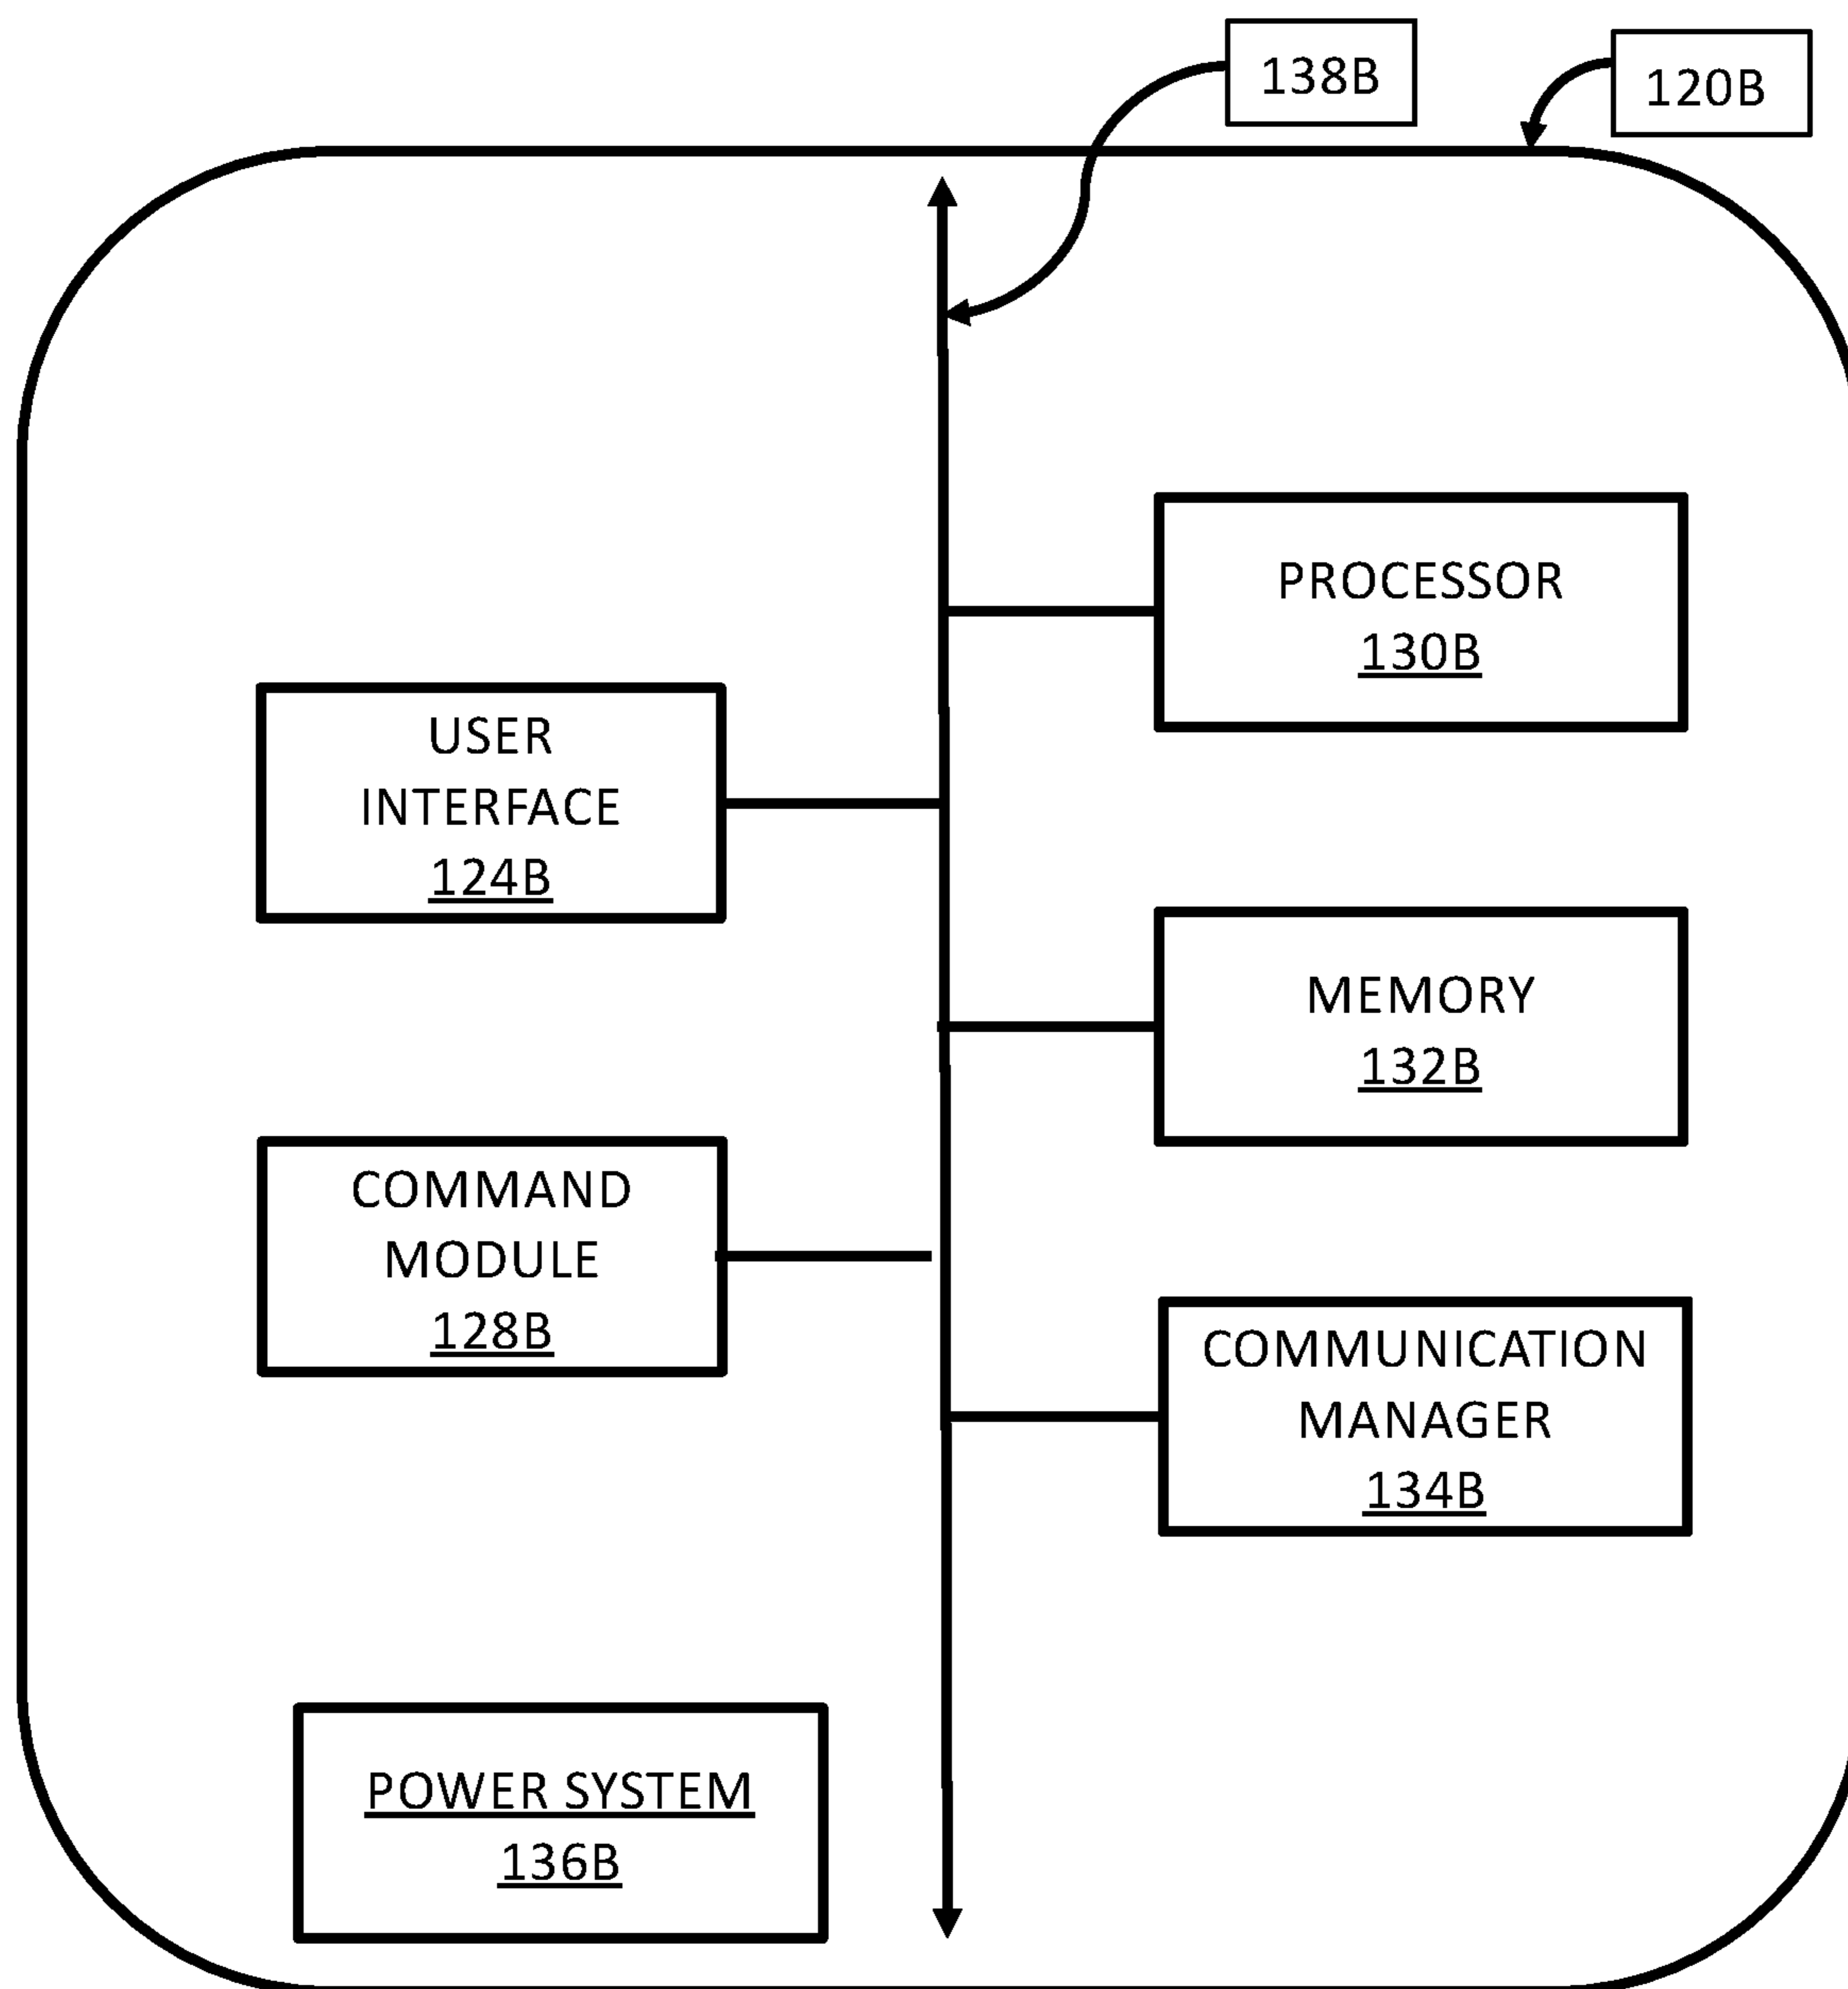 138B
120B
PROCESSOR
130B
USER
INTERFACE
124B
MEMORY
132B
COMMAND
MODULE
128B
COMMUNICATION
MANAGER
134B
POWER SYSTEM
136B